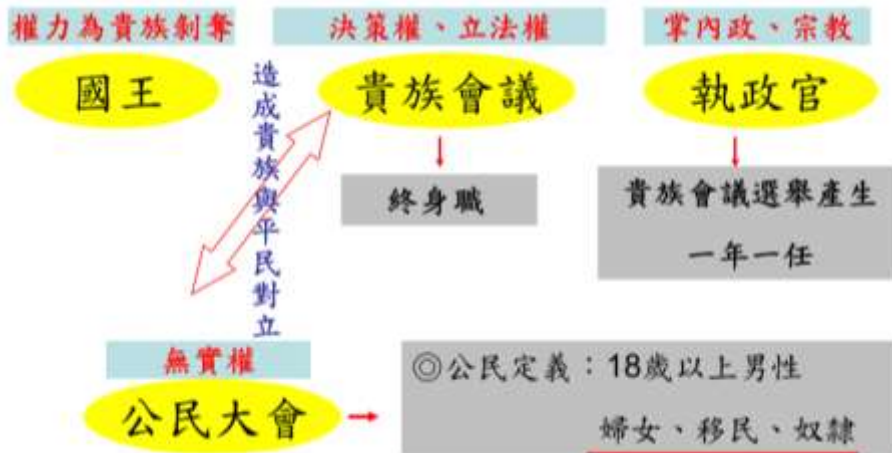 權力為貴族剝奪
決策權、立法權
掌內政、宗教
國王
貴族會議
執政官
造成貴族與平民對立
終身職
貴族會議選舉產生
一年一任
無實權
公民大會
◎公民定義：18歲以上男性
婦女、移民、奴隸